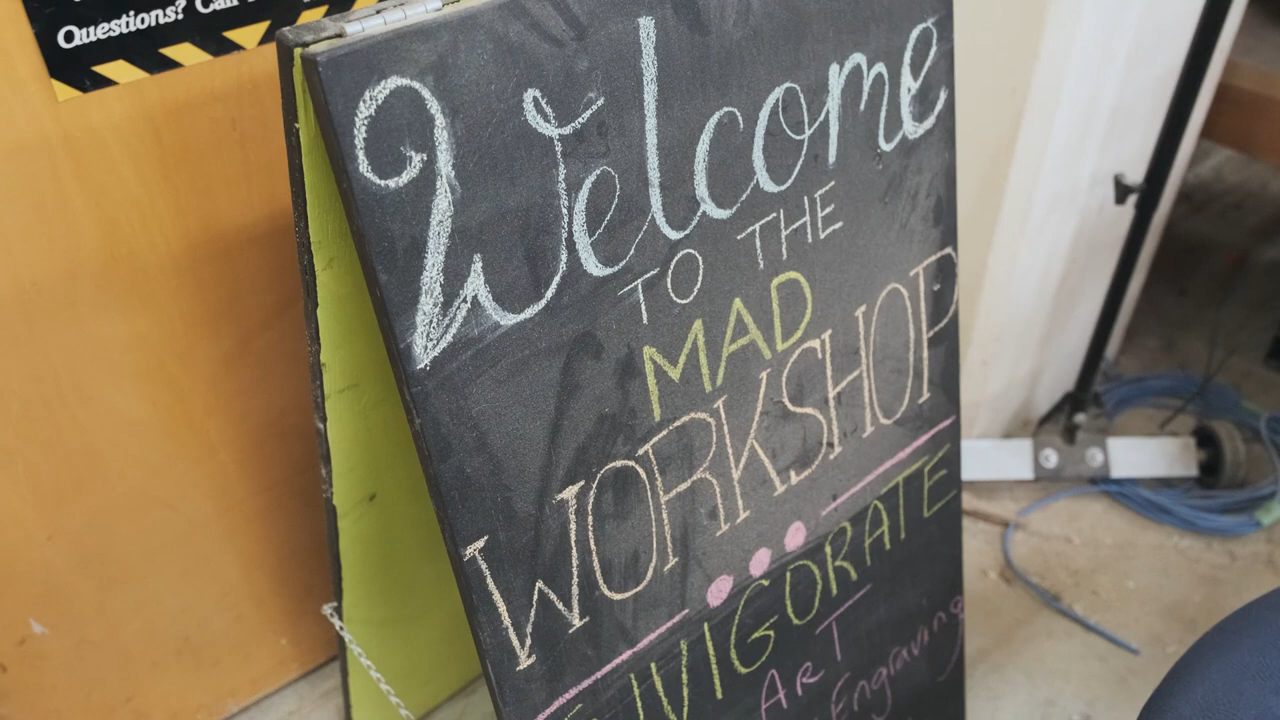 Questions? Call
Welcome
TO THE
MAD
WORKSHOP
INVIGORATE
ART
Engraving